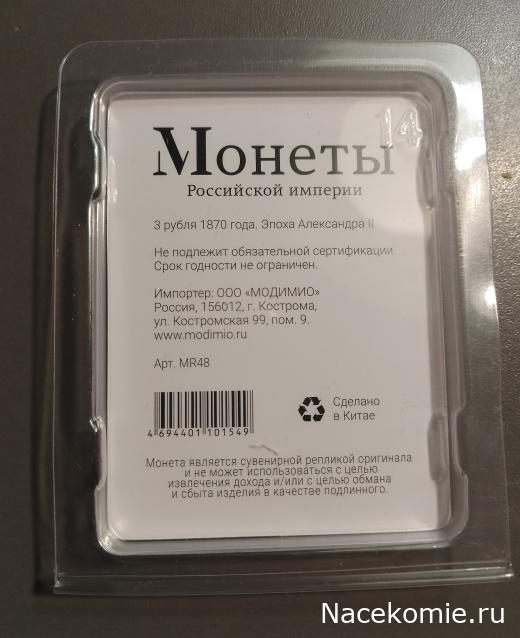 14
Монеты
Российской империи
3 рубля 1870 года. Эпоха Александра II
Не подлежит обязательной сертификации.
Срок годности не ограничен.
Импортер: ООО «МОДИМИО»
Россия, 156012, г. Кострома,
ул. Костромская 99, пом. 9.
www.modimio.ru
Арт. MR48
4 694401 101549
Сделано
в Китае
Монета является сувенирной репликой оригинала
и не может использоваться с целью
извлечения дохода и/или с целью обмана
и сбыта изделия в качестве подлинного.
Nacekomie.ru